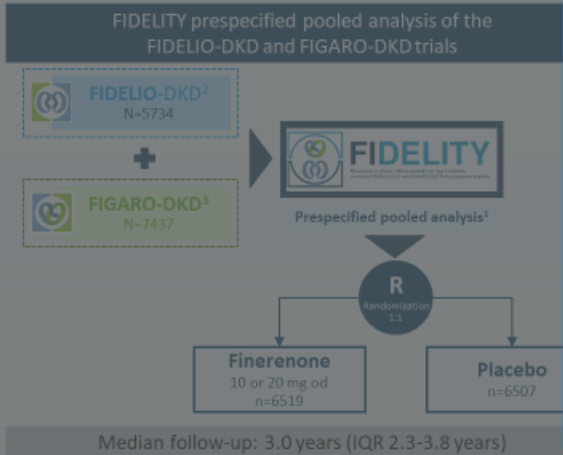 FIDELITY prespecified pooled analysis of the
FIDELIO-DKD and FIGARO-DKD trials
FIDELIO-DKD²
N=5734
FIGARO-DKD³
N=7437
FIDELITY
Prespecified pooled analysis¹
R
Randomization
1:1
Finerenone
10 or 20 mg od
n=6519
Placebo
n=6507
Median follow-up: 3.0 years (IQR 2.3-3.8 years)